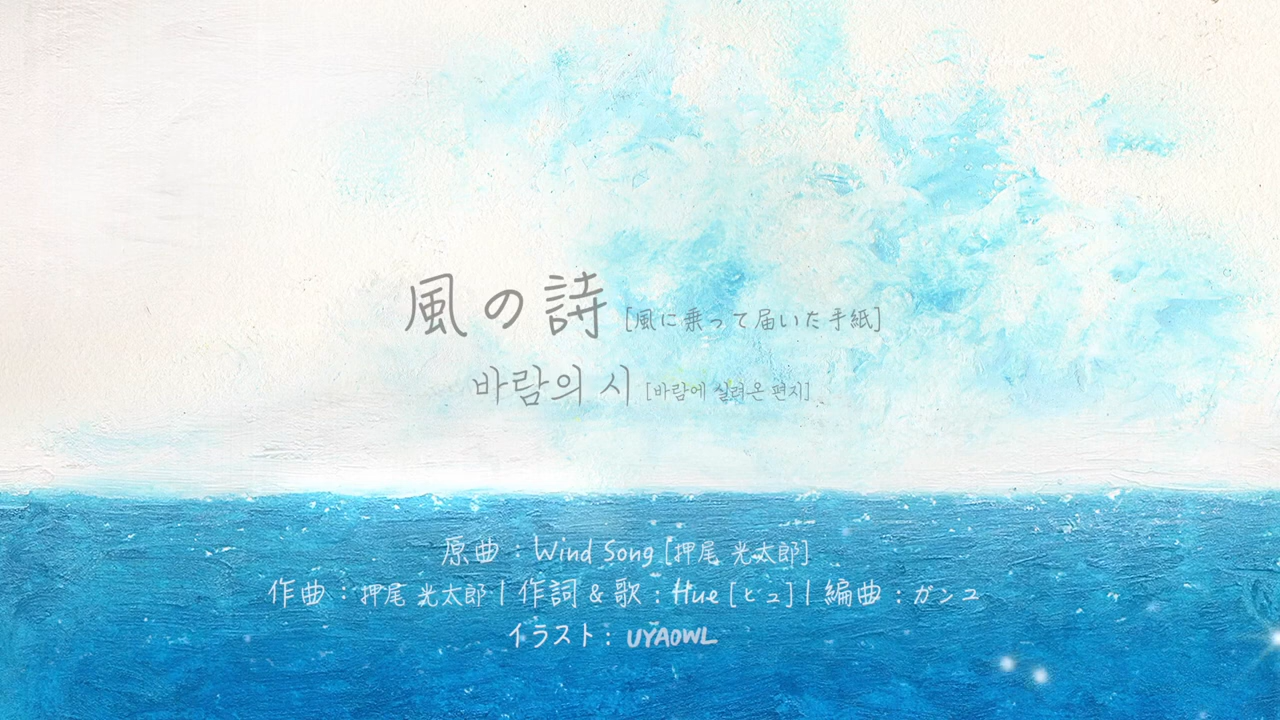 風の詩 [風に乗って届いた手紙]
바람의 시 [바람에 실려온 편지]
原曲 : Wind Song [押尾 光太郎]
作曲 : 押尾 光太郎 | 作詞 & 歌 : Hue [ヒュ] | 編曲 : ガンユ
イラスト : UYAOWL